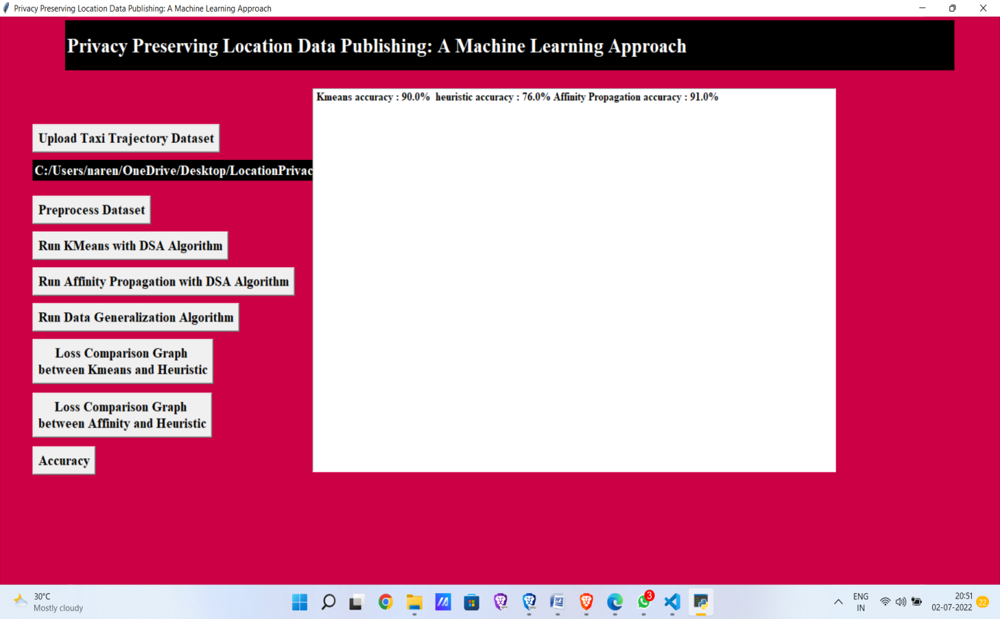 Privacy Preserving Location Data Publishing: A Machine Learning Approach
Privacy Preserving Location Data Publishing: A Machine Learning Approach
Kmeans accuracy : 90.0%  heuristic accuracy : 76.0% Affinity Propagation accuracy : 91.0%
Upload Taxi Trajectory Dataset
C:/Users/naren/OneDrive/Desktop/LocationPrivac
Preprocess Dataset
Run KMeans with DSA Algorithm
Run Affinity Propagation with DSA Algorithm
Run Data Generalization Algorithm
Loss Comparison Graph
between Kmeans and Heuristic
Loss Comparison Graph
between Affinity and Heuristic
Accuracy
30°C
Mostly cloudy
3
ENG
IN
20:51
02-07-2022
22